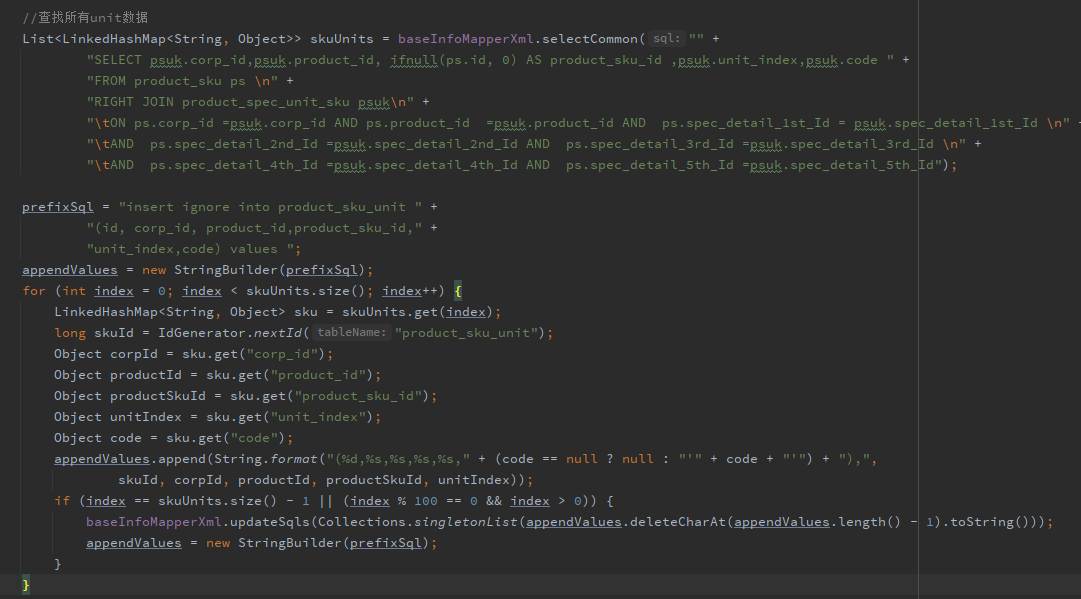 //查找所有unit数据
List<LinkedHashMap<String, Object>> skuUnits = baseInfoMapperXml.selectCommon( sql: "" +
"SELECT psuk.corp_id,psuk.product_id, ifnull(ps.id, 0) AS product_sku_id ,psuk.unit_index,psuk.code " +
"FROM product_sku ps \n" +
"RIGHT JOIN product_spec_unit_sku psuk\n" +
"\tON ps.corp_id =psuk.corp_id AND ps.product_id  =psuk.product_id AND  ps.spec_detail_1st_Id = psuk.spec_detail_1st_Id \n" +
"\tAND  ps.spec_detail_2nd_Id =psuk.spec_detail_2nd_Id AND  ps.spec_detail_3rd_Id =psuk.spec_detail_3rd_Id \n" +
"\tAND  ps.spec_detail_4th_Id =psuk.spec_detail_4th_Id AND  ps.spec_detail_5th_Id =psuk.spec_detail_5th_Id");
prefixSql = "insert ignore into product_sku_unit " +
"(id, corp_id, product_id,product_sku_id," +
"unit_index,code) values ";
appendValues = new StringBuilder(prefixSql);
for (int index = 0; index < skuUnits.size(); index++) {
LinkedHashMap<String, Object> sku = skuUnits.get(index);
long skuId = IdGenerator.nextId( tableName: "product_sku_unit");
Object corpId = sku.get("corp_id");
Object productId = sku.get("product_id");
Object productSkuId = sku.get("product_sku_id");
Object unitIndex = sku.get("unit_index");
Object code = sku.get("code");
appendValues.append(String.format("(%d,%s,%s,%s,%s," + (code == null ? null : "'" + code + "'") + "),",
skuId, corpId, productId, productSkuId, unitIndex));
if (index == skuUnits.size() - 1 || (index % 100 == 0 && index > 0)) {
baseInfoMapperXml.updateSqls(Collections.singletonList(appendValues.deleteCharAt(appendValues.length() - 1).toString()));
appendValues = new StringBuilder(prefixSql);
}
}